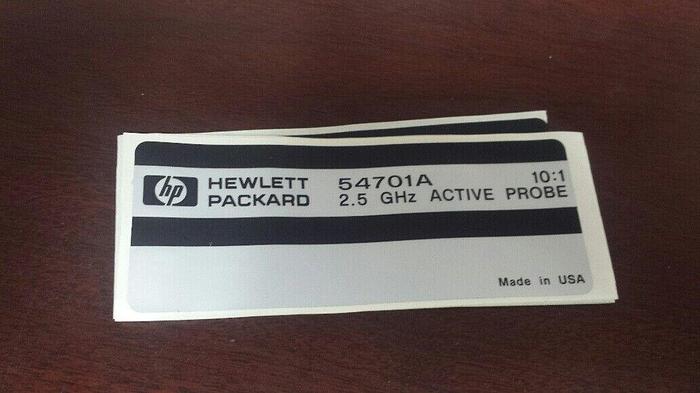 hp HEWLETT PACKARD
54701A 10:1
2.5 GHz ACTIVE PROBE
Made in USA